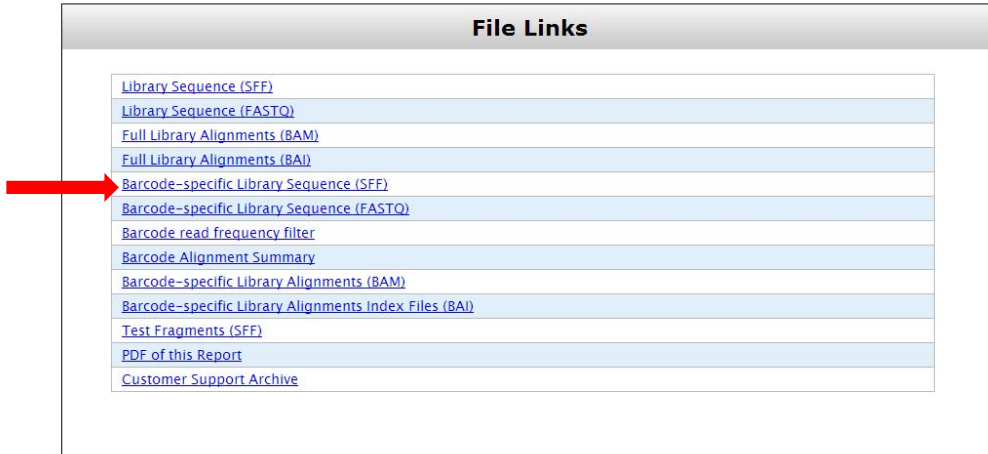 File Links
Library Sequence (SFF)
Library Sequence (FASTQ)
Full Library Alignments (BAM)
Full Library Alignments (BAI)
Barcode-specific Library Sequence (SFF)
Barcode-specific Library Sequence (FASTQ)
Barcode read frequency filter
Barcode Alignment Summary
Barcode-specific Library Alignments (BAM)
Barcode-specific Library Alignments Index Files (BAI)
Test Fragments (SFF)
PDF of this Report
Customer Support Archive